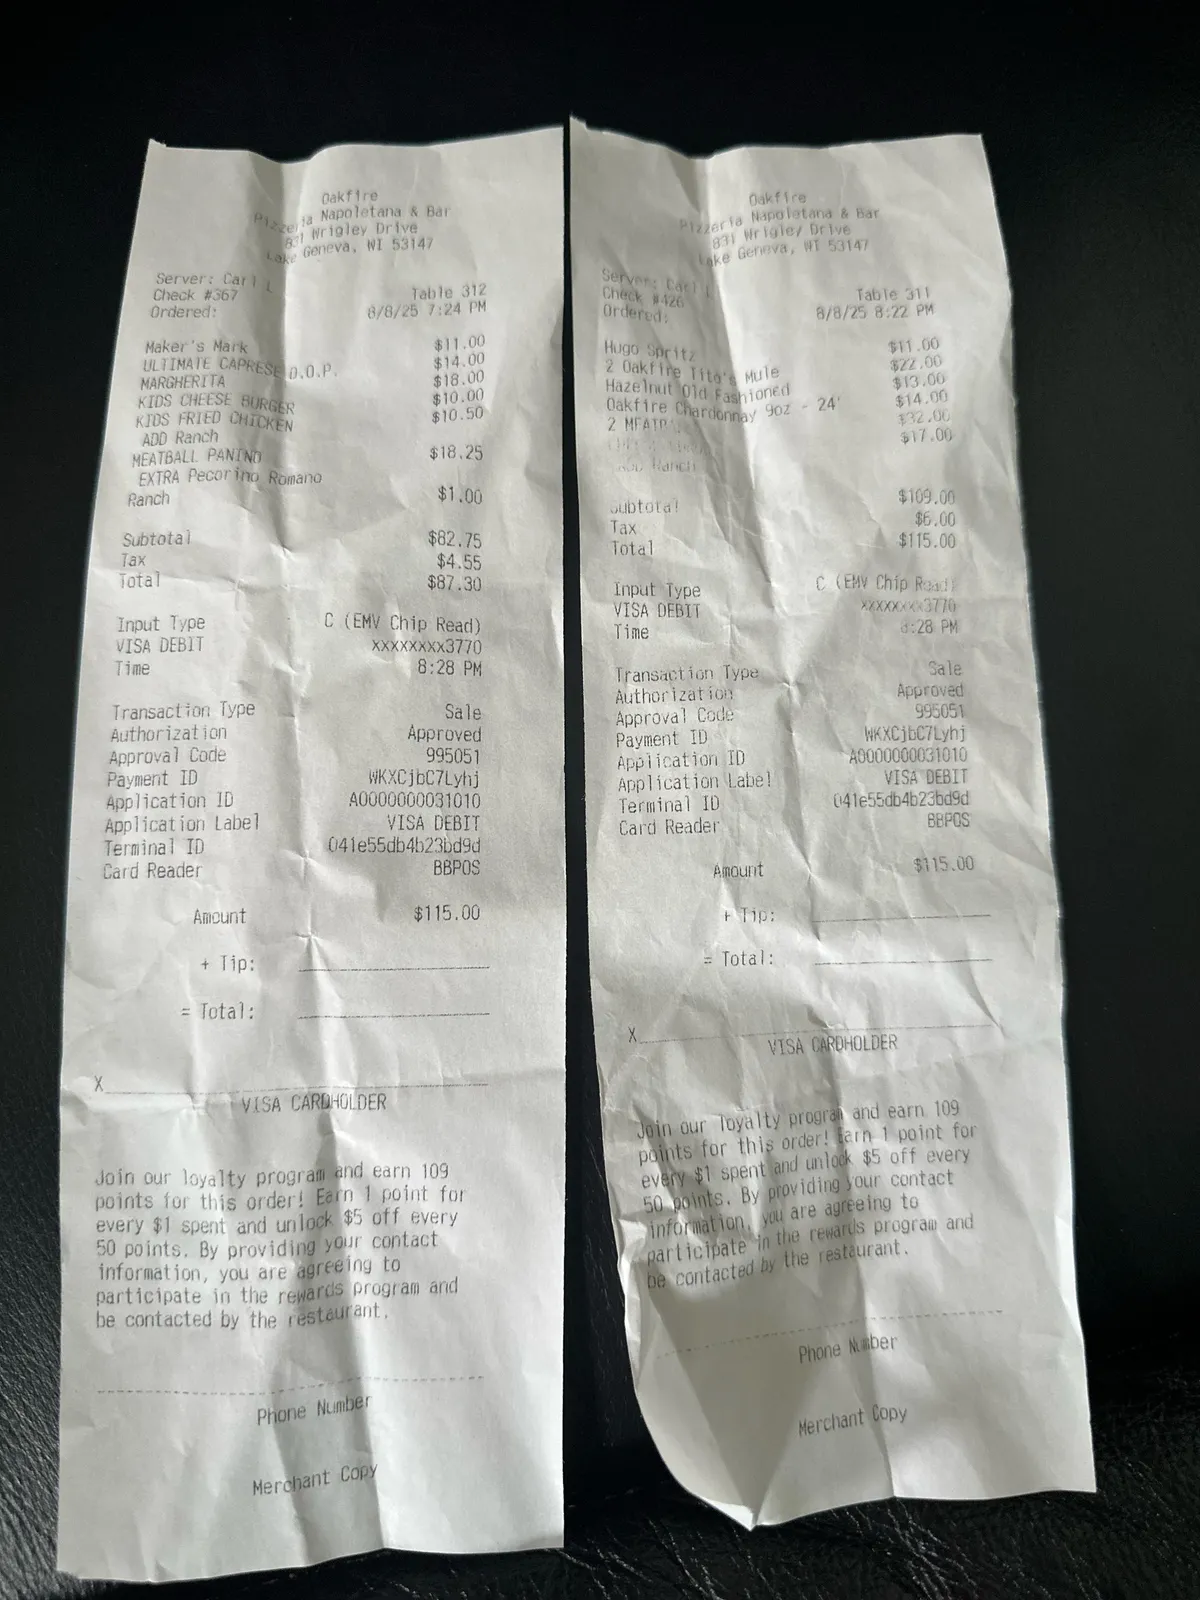 Oakfire
Pizzeria Napoletana & Bar
831 Wrigley Drive
Lake Geneva, WI 53147
Server: Carl L
Check #367 Table 312
Ordered: 8/8/25 7:24 PM
Maker's Mark $11.00
ULTIMATE CAPRESE D.O.P. $14.00
MARGHERITA $18.00
KIDS CHEESE BURGER $10.00
KIDS FRIED CHICKEN $10.50
ADD Ranch
MEATBALL PANINO $18.25
EXTRA Pecorino Romano
Ranch $1.00
Subtotal $82.75
Tax $4.55
Total $87.30
Input Type C (EMV Chip Read)
VISA DEBIT xxxxxxxx3770
Time 8:28 PM
Transaction Type Sale
Authorization Approved
Approval Code 995051
Payment ID WKXCjbC7Lyhj
Application ID A0000000031010
Application Label VISA DEBIT
Terminal ID 041e55db4b23bd9d
Card Reader BBPOS
Amount $115.00
+ Tip:
= Total:
X
VISA CARDHOLDER
Join our loyalty program and earn 109
points for this order! Earn 1 point for
every $1 spent and unlock $5 off every
50 points. By providing your contact
information, you are agreeing to
participate in the rewards program and
be contacted by the restaurant.
Phone Number
Merchant Copy
Oakfire
Pizzeria Napoletana & Bar
831 Wrigley Drive
Lake Geneva, WI 53147
Server: Carl L
Check #426 Table 311
Ordered: 8/8/25 8:22 PM
Hugo Spritz $11.00
2 Oakfire Tito's Mule $22.00
Hazelnut Old Fashioned $13.00
Oakfire Chardonnay 9oz - 24' $14.00
2 $32.00
$17.00
Ranch
Subtotal $109.00
Tax $6.00
Total $115.00
Input Type C (EMV Chip Read)
VISA DEBIT xxxxxxxx3770
Time 8:28 PM
Transaction Type Sale
Authorization Approved
Approval Code 995051
Payment ID WKXCjbC7Lyhj
Application ID A0000000031010
Application Label VISA DEBIT
Terminal ID 041e55db4b23bd9d
Card Reader BBPOS
Amount $115.00
+ Tip:
= Total:
X
VISA CARDHOLDER
Join our loyalty program and earn 109
points for this order! Earn 1 point for
every $1 spent and unlock $5 off every
50 points. By providing your contact
information, you are agreeing to
participate in the rewards program and
be contacted by the restaurant.
Phone Number
Merchant Copy